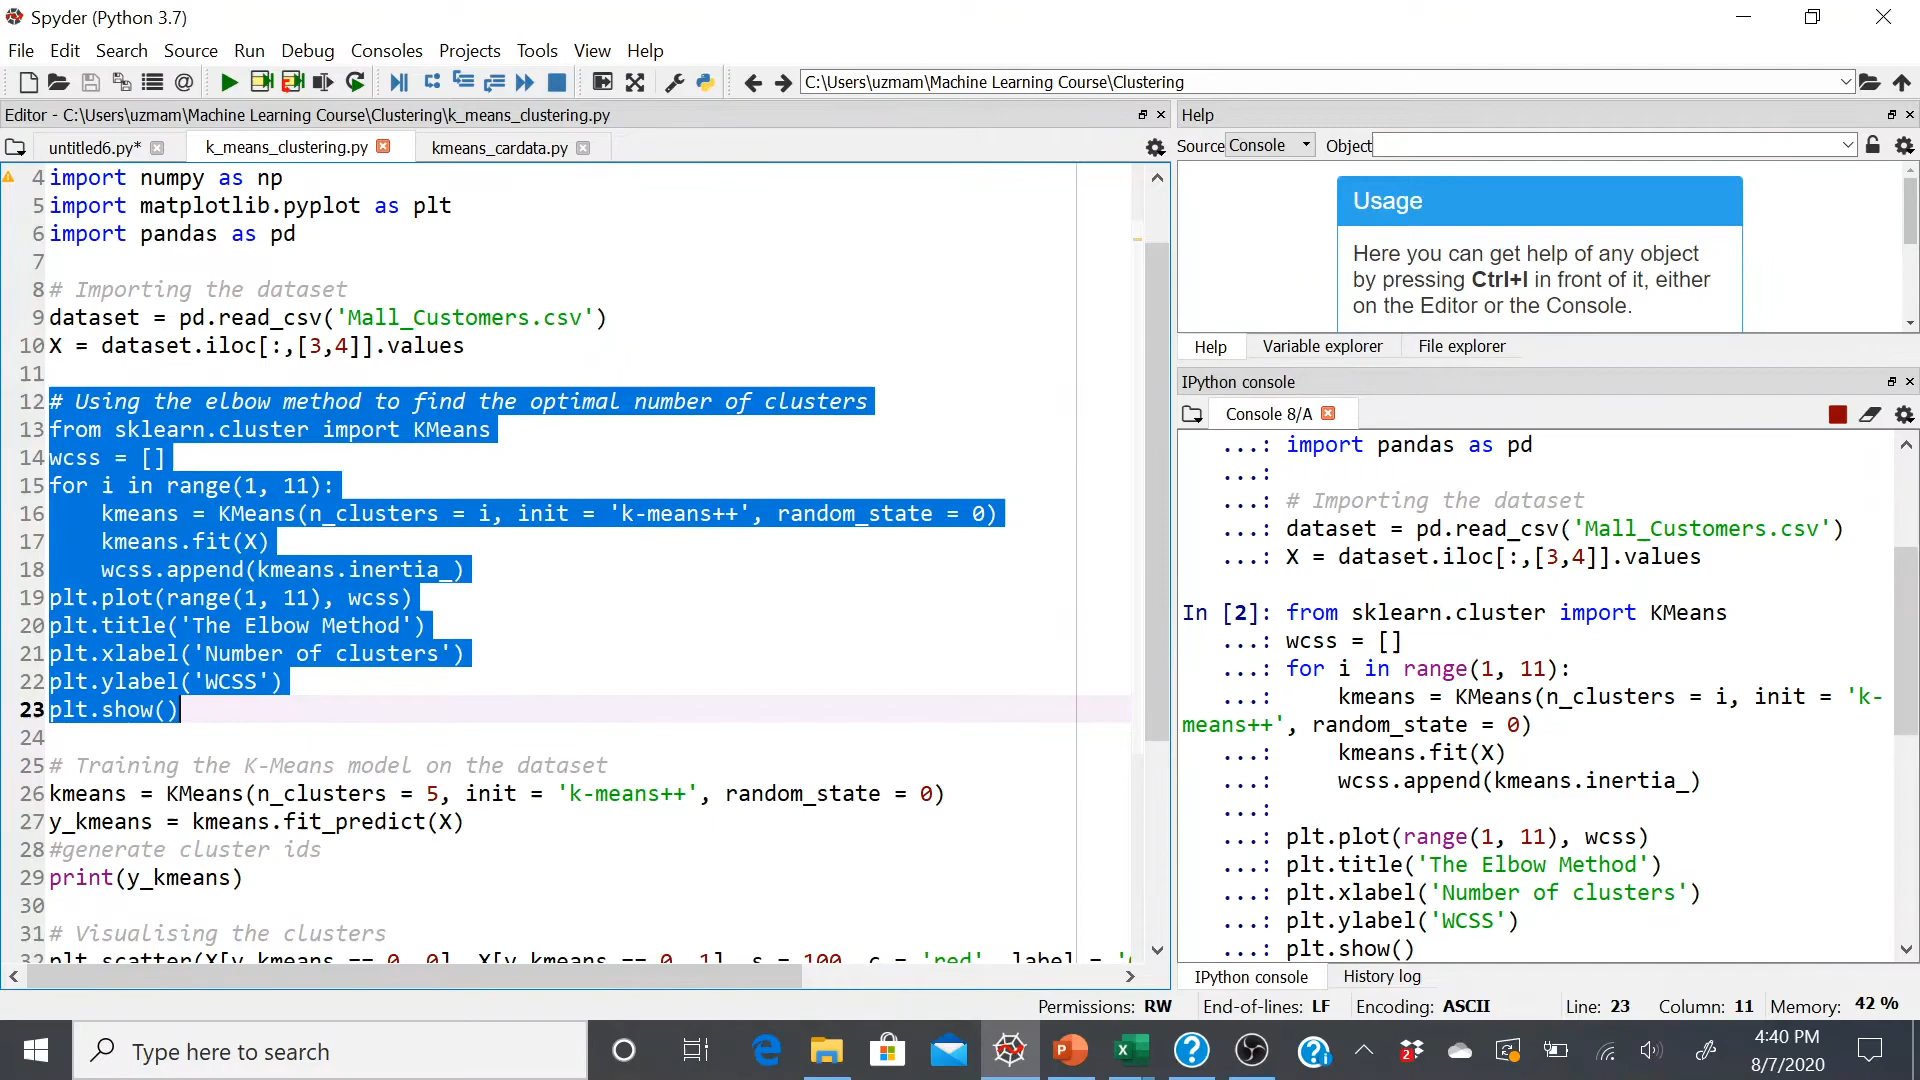 Spyder (Python 3.7)
File Edit Search Source Run Debug Consoles Projects Tools View Help
C:\Users\uzmam\Machine Learning Course\Clustering
Editor - C:\Users\uzmam\Machine Learning Course\Clustering\k_means_clustering.py
untitled6.py* k_means_clustering.py kmeans_cardata.py
4 import numpy as np
5 import matplotlib.pyplot as plt
6 import pandas as pd
7
8 # Importing the dataset
9 dataset = pd.read_csv('Mall_Customers.csv')
10 X = dataset.iloc[:,[3,4]].values
11
12 # Using the elbow method to find the optimal number of clusters
13 from sklearn.cluster import KMeans
14 wcss = []
15 for i in range(1, 11):
16     kmeans = KMeans(n_clusters = i, init = 'k-means++', random_state = 0)
17     kmeans.fit(X)
18     wcss.append(kmeans.inertia_)
19 plt.plot(range(1, 11), wcss)
20 plt.title('The Elbow Method')
21 plt.xlabel('Number of clusters')
22 plt.ylabel('WCSS')
23 plt.show()
24
25 # Training the K-Means model on the dataset
26 kmeans = KMeans(n_clusters = 5, init = 'k-means++', random_state = 0)
27 y_kmeans = kmeans.fit_predict(X)
28 #generate cluster ids
29 print(y_kmeans)
30
31 # Visualising the clusters
32 plt.scatter(X[y_kmeans == 0, 0], X[y_kmeans == 0, 1], s = 100, c = 'red', label = '
Help
Source Console Object
Usage
Here you can get help of any object
by pressing Ctrl+I in front of it, either
on the Editor or the Console.
Help Variable explorer File explorer
IPython console
Console 8/A
...: import pandas as pd
...:
...: # Importing the dataset
...: dataset = pd.read_csv('Mall_Customers.csv')
...: X = dataset.iloc[:,[3,4]].values
In [2]: from sklearn.cluster import KMeans
...: wcss = []
...: for i in range(1, 11):
...:     kmeans = KMeans(n_clusters = i, init = 'k-
means++', random_state = 0)
...:     kmeans.fit(X)
...:     wcss.append(kmeans.inertia_)
...:
...: plt.plot(range(1, 11), wcss)
...: plt.title('The Elbow Method')
...: plt.xlabel('Number of clusters')
...: plt.ylabel('WCSS')
...: plt.show()
IPython console History log
Permissions: RW End-of-lines: LF Encoding: ASCII Line: 23 Column: 11 Memory: 42 %
Type here to search
2
4:40 PM
8/7/2020